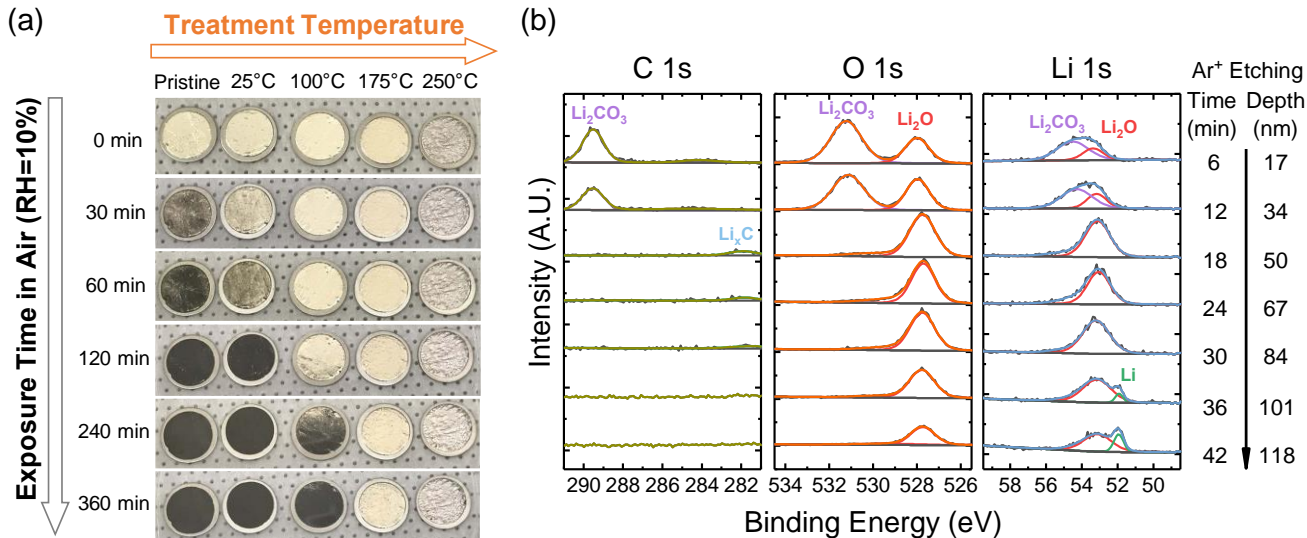 (a)
Treatment Temperature
Pristine 25°C 100°C 175°C 250°C
Exposure Time in Air (RH=10%)
0 min
30 min
60 min
120 min
240 min
360 min
(b)
C 1s O 1s Li 1s
Ar⁺ Etching
Time Depth
(min) (nm)
Li₂CO₃
Li₂CO₃ Li₂O
Li₂CO₃ Li₂O
LiₓC
Li
6 17
12 34
18 50
24 67
30 84
36 101
42 118
Intensity (A.U.)
290 288 286 284 282
534 532 530 528 526
58 56 54 52 50
Binding Energy (eV)